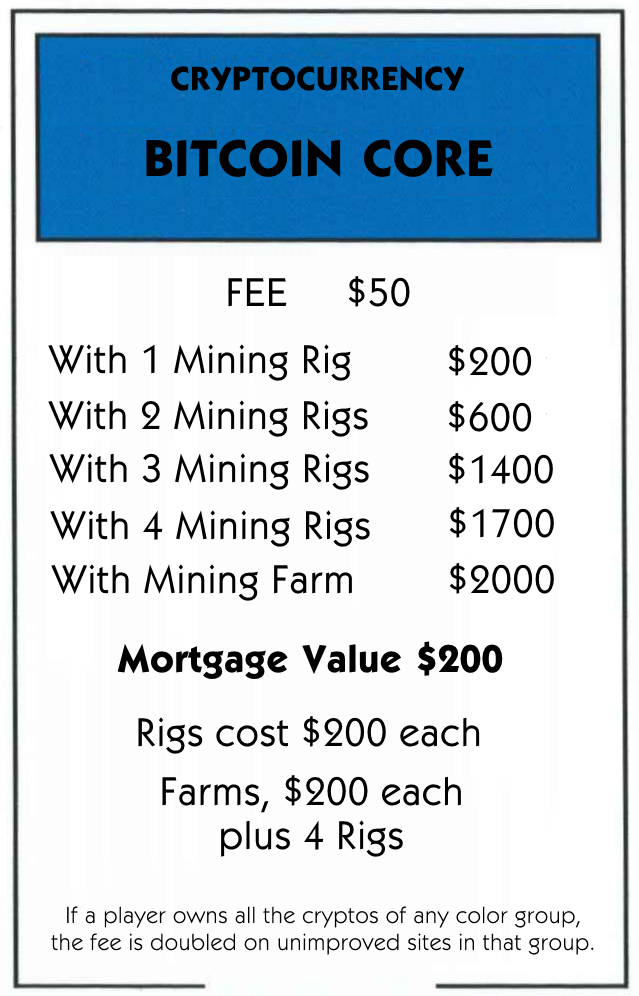 CRYPTOCURRENCY
BITCOIN CORE
FEE $50
With 1 Mining Rig $200
With 2 Mining Rigs $600
With 3 Mining Rigs $1400
With 4 Mining Rigs $1700
With Mining Farm $2000
Mortgage Value $200
Rigs cost $200 each
Farms, $200 each
plus 4 Rigs
If a player owns all the cryptos of any color group,
the fee is doubled on unimproved sites in that group.